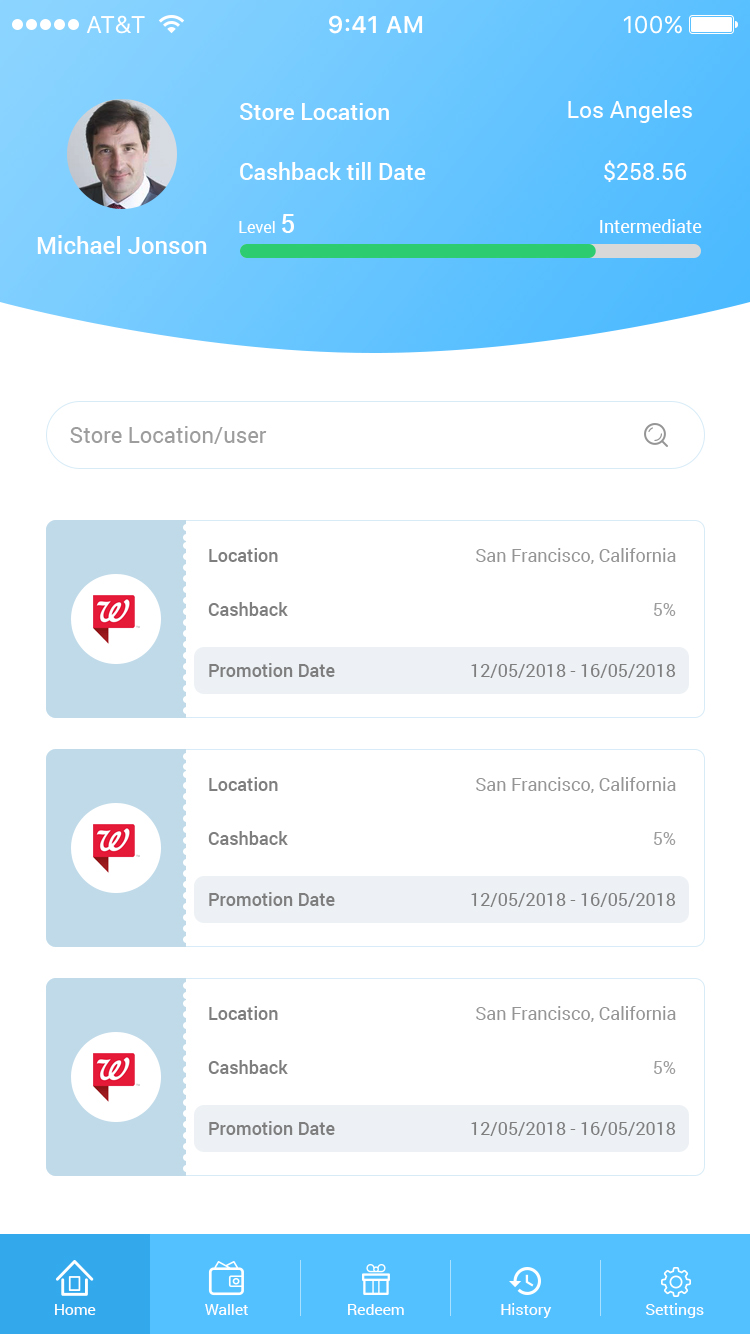 AT&T 9:41 AM 100%
Store Location Los Angeles
Cashback till Date $258.56
Level 5 Intermediate
Michael Jonson
Store Location/user
Location San Francisco, California
Cashback 5%
Promotion Date 12/05/2018 - 16/05/2018
Location San Francisco, California
Cashback 5%
Promotion Date 12/05/2018 - 16/05/2018
Location San Francisco, California
Cashback 5%
Promotion Date 12/05/2018 - 16/05/2018
Home Wallet Redeem History Settings